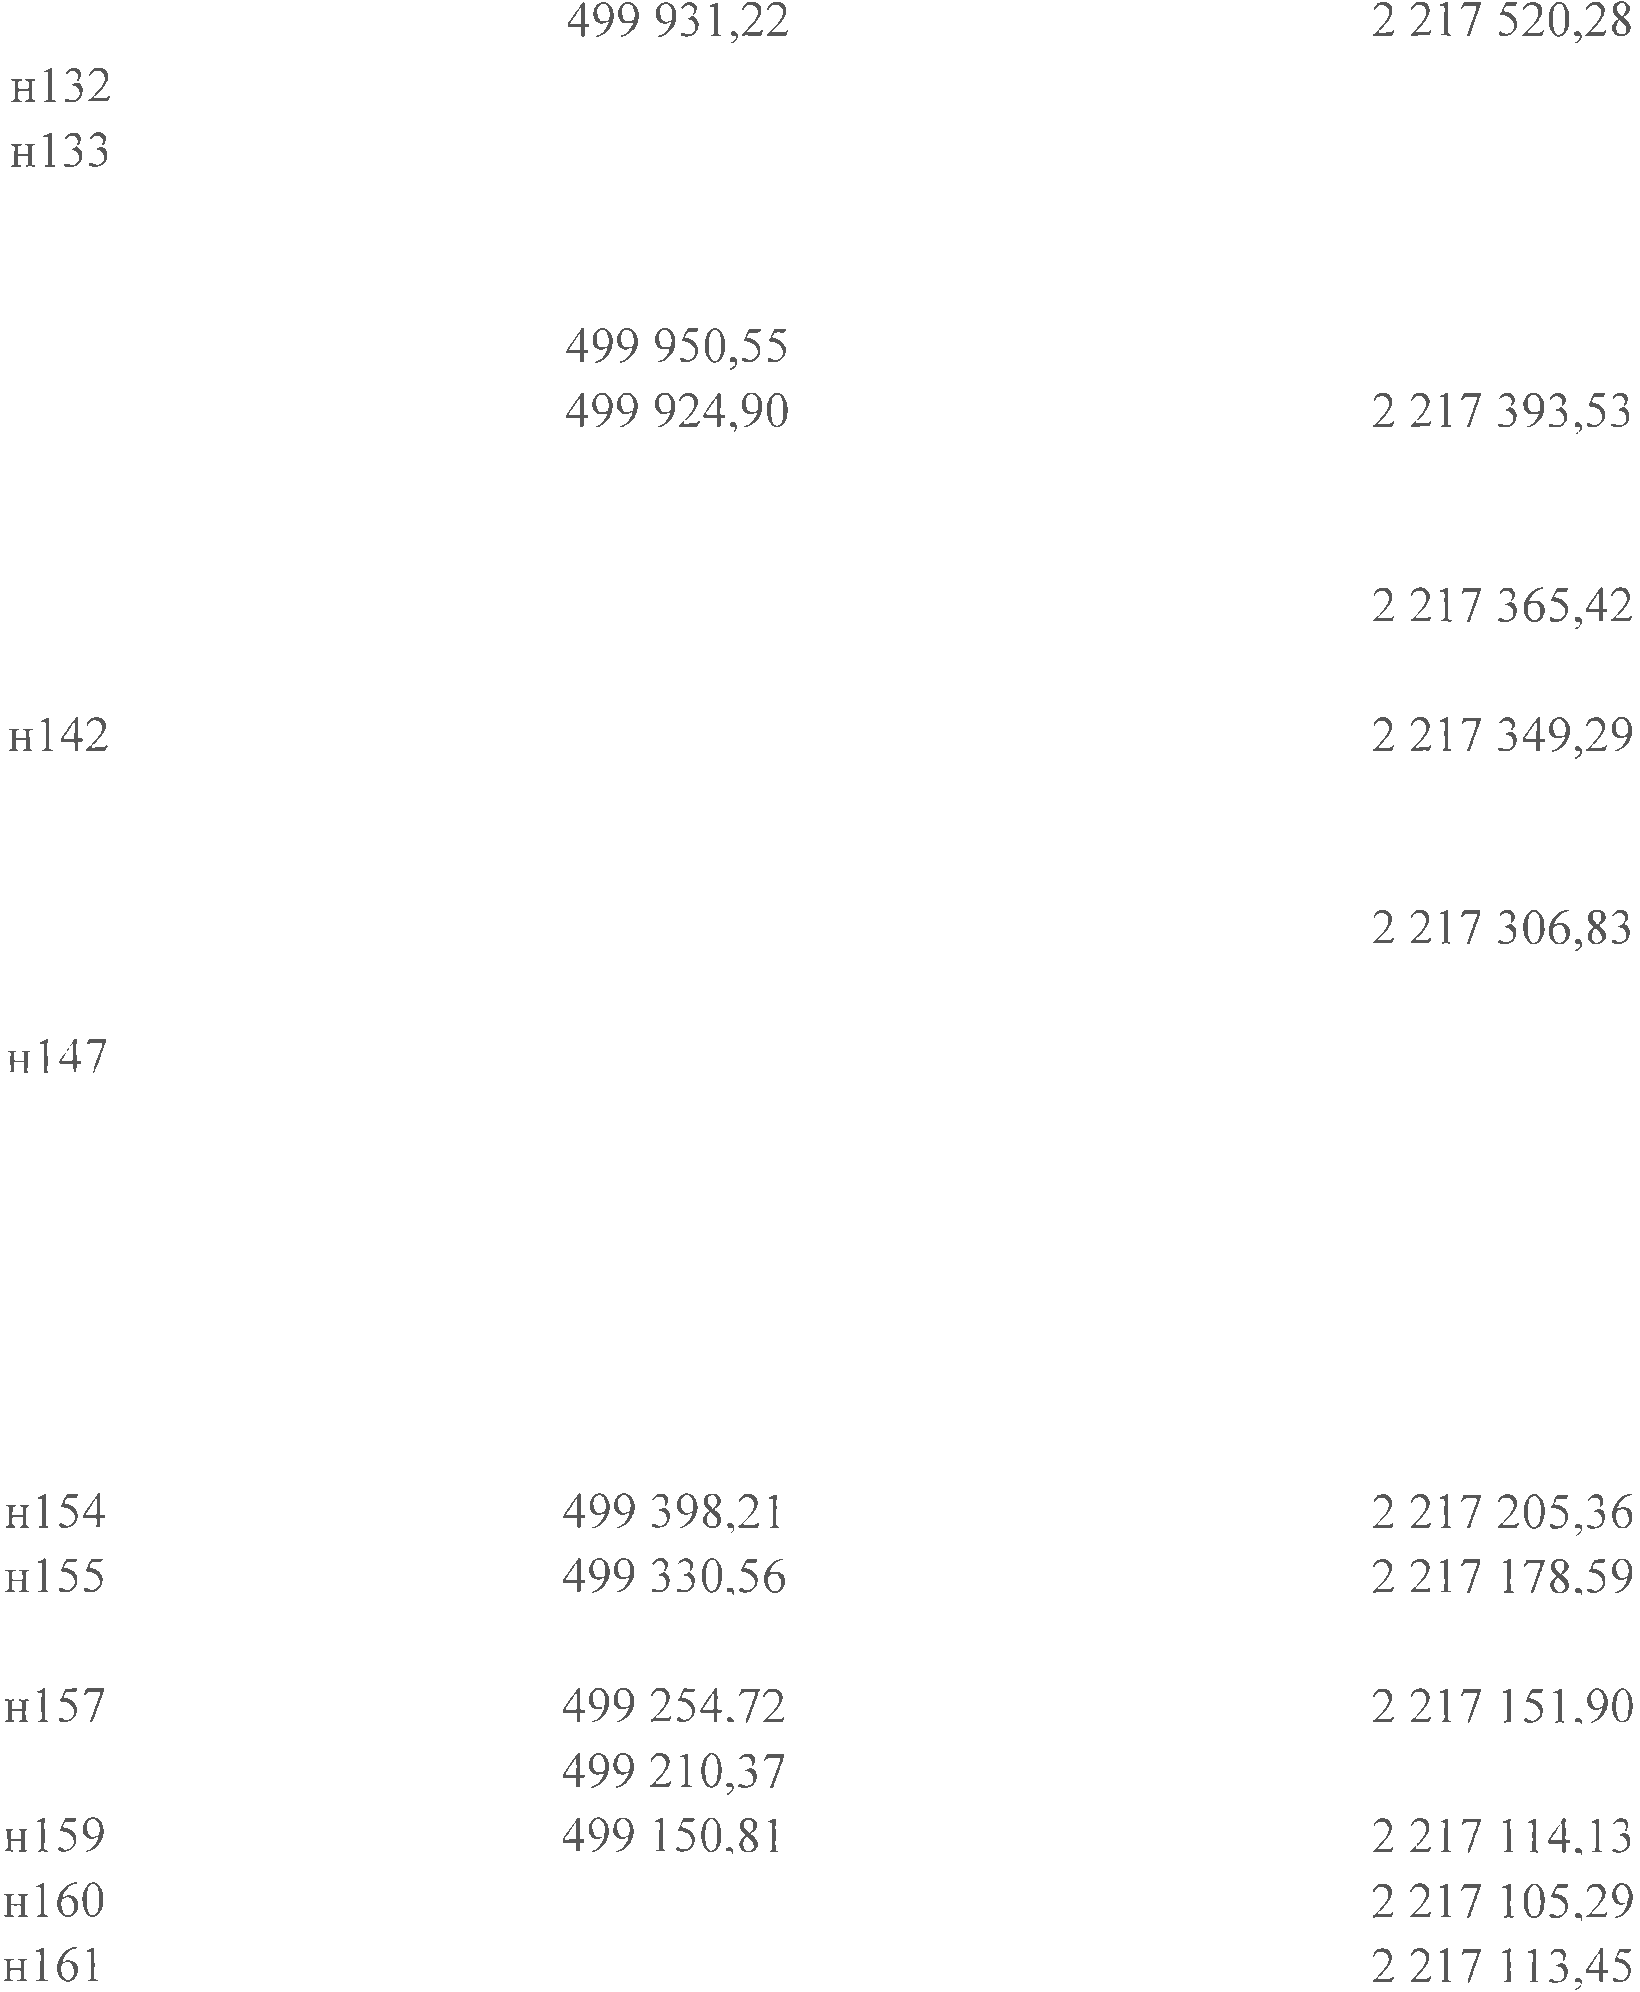 499 931,22 2 217 520,28
н132
н133
499 950,55
499 924,90 2 217 393,53
2 217 365,42
н142 2 217 349,29
2 217 306,83
н147
н154 499 398,21 2 217 205,36
н155 499 330,56 2 217 178,59
н157 499 254,72 2 217 151,90
499 210,37
н159 499 150,81 2 217 114,13
н160 2 217 105,29
н161 2 217 113,45